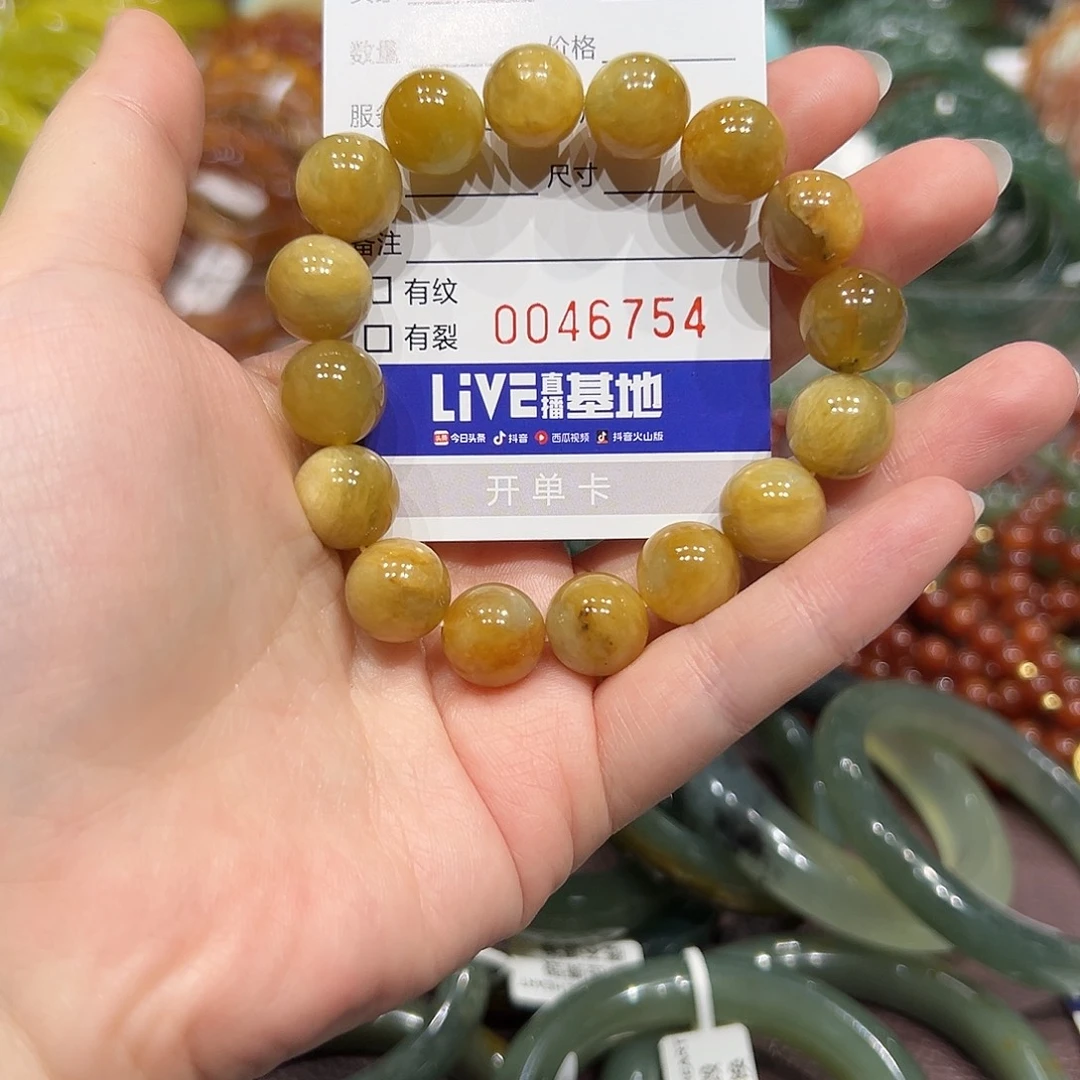 数量 价格
尺寸
备注
有纹
有裂 0046754
LiVE直播基地
今日头条 抖音 西瓜视频 抖音火山版
开单卡